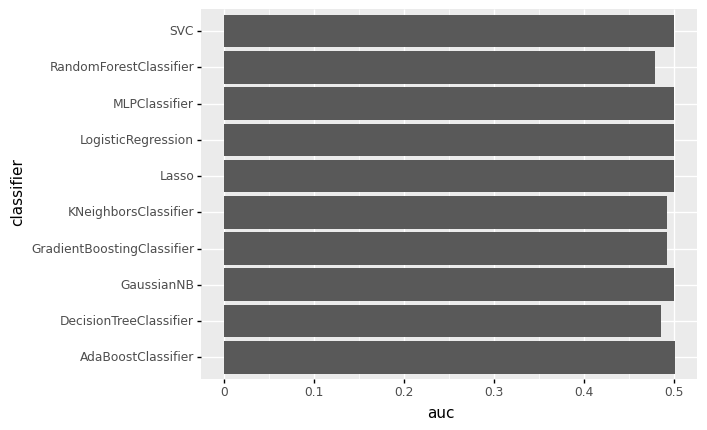 SVC
RandomForestClassifier
MLPClassifier
LogisticRegression
Lasso
KNeighborsClassifier
GradientBoostingClassifier
GaussianNB
DecisionTreeClassifier
AdaBoostClassifier
classifier
0 0.1 0.2 0.3 0.4 0.5
auc